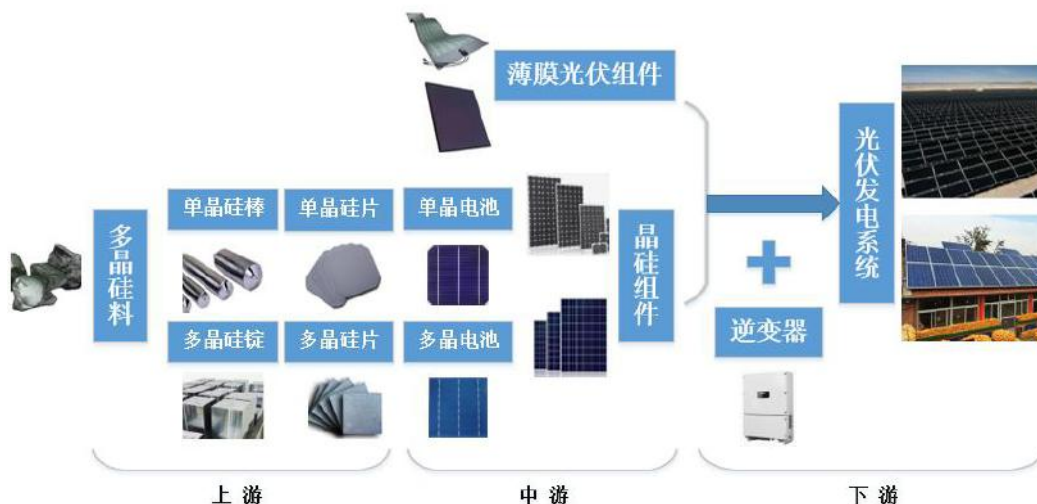 薄膜光伏组件
光伏发电系统
单晶硅棒
单晶硅片
单晶电池
多晶硅料
晶硅组件
多晶硅锭
多晶硅片
多晶电池
逆变器
上 游
中 游
下 游